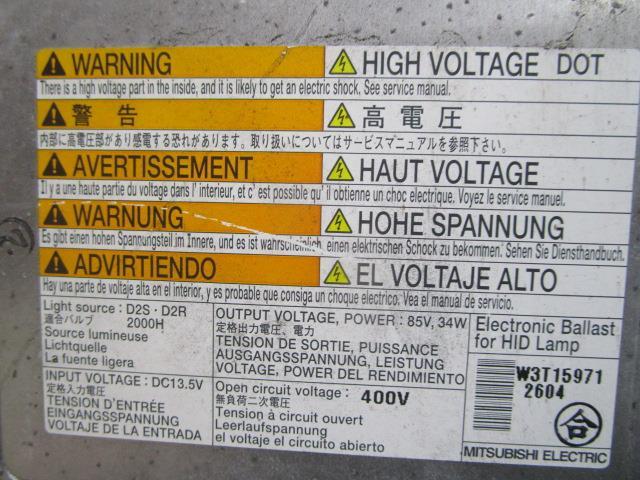 WARNING HIGH VOLTAGE DOT
There is a high voltage part in the inside, and it is likely to get an electric shock. See service manual.
警告 高電圧
内部に高電圧部があり感電する恐れがあります。取り扱いについてはサービスマニュアルを参照下さい。
AVERTISSEMENT HAUT VOLTAGE
Il y a une haute partie du voltage dans l' interieur, et c' est possible qu' il obtienne un choc electrique. Voyez le service manuel.
WARNUNG HOHE SPANNUNG
Es gibt einen hohen Spannungsteil im Innere, und es ist wahrscheinlich, einen elektrischen Schock zu bekommen. Sehen Sie Diensthandbuch.
ADVIRTIENDO EL VOLTAJE ALTO
Hay una parte de voltaje alta en el interior, y es probable que consiga un choque electrico. Vea el manual de servicio.
Light source : D2S · D2R
適合バルブ 2000H
Source lumineuse
Lichtquelle
La fuente ligera
INPUT VOLTAGE : DC13.5V
定格入力電圧
TENSION D'ENTRÉE
EINGANGSSPANNUNG
VOLTAJE DE LA ENTRADA
OUTPUT VOLTAGE, POWER : 85V, 34W
定格出力電圧、電力
TENSION DE SORTIE, PUISSANCE
AUSGANGSSPANNUNG, LEISTUNG
VOLTAJE, POWER DEL RENDIMIENTO
Open circuit voltage : 400V
無負荷二次電圧
Tension à circuit ouvert
Leerlaufspannung
el voltaje el circuito abierto
Electronic Ballast
for HID Lamp
W3T15971
2604
合
MITSUBISHI ELECTRIC